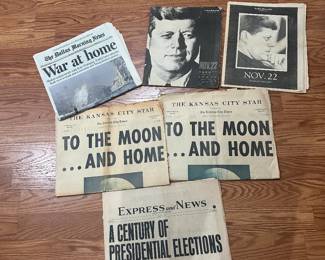 The Dallas Morning News
War at home
NOV. 22
NOV. 22
THE KANSAS CITY STAR
TO THE MOON
...AND HOME
THE KANSAS CITY STAR
TO THE MOON
...AND HOME
EXPRESS and NEWS
A CENTURY OF
PRESIDENTIAL ELECTIONS